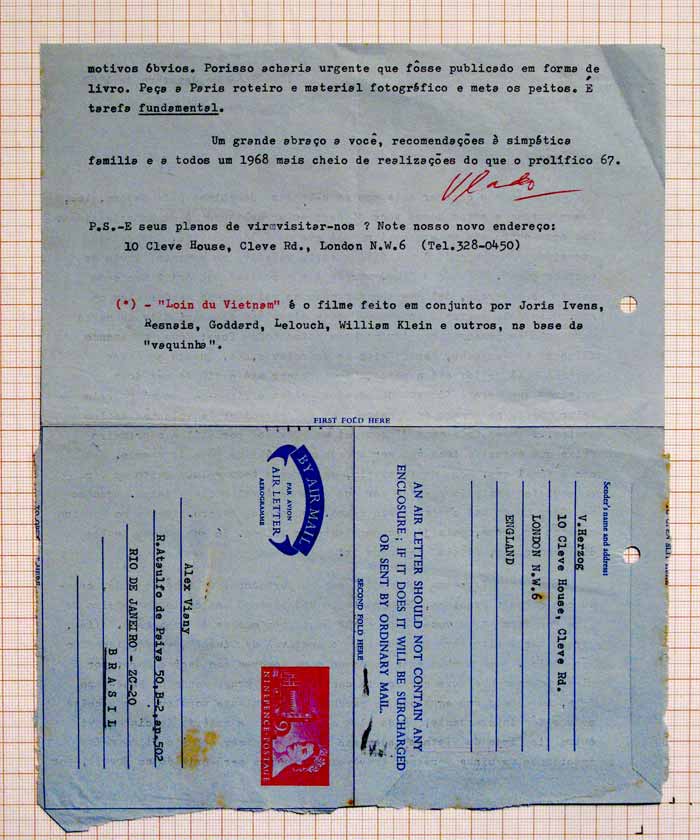 motivos óbvios. Porisso acharia urgente que fôsse publicado em forma de
livro. Peça a Paris roteiro e material fotográfico e meta os peitos. É
tarefa fundamental.
Um grande abraço a você, recomendações à simpática
familia e a todos um 1968 mais cheio de realizações do que o prolífico 67.
Vlado
P.S.-E seus planos de virmvisitar-nos ? Note nosso novo endereço:
10 Cleve House, Cleve Rd., London N.W.6 (Tel.328-0450)
(*) - "Loin du Vietnam" é o filme feito em conjunto por Joris Ivens,
Resnais, Goddard, Lelouch, William Klein e outros, na base da
"vaquinha".
FIRST FOLD HERE
Sender's name and address:
V.Herzog
10 Cleve House, Cleve Rd.
LONDON N.W.6
ENGLAND
AN AIR LETTER SHOULD NOT CONTAIN ANY
ENCLOSURE; IF IT DOES IT WILL BE SURCHARGED
OR SENT BY ORDINARY MAIL.
SECOND FOLD HERE
BY AIR MAIL
PAR AVION
AIR LETTER
AEROGRAMME
NINEPENCE POSTAGE
9
Alex Viany
R.Ataulfo de Paiva 50,B-2,ap.502
RIO DE JANEIRO - ZC-20
BRASIL